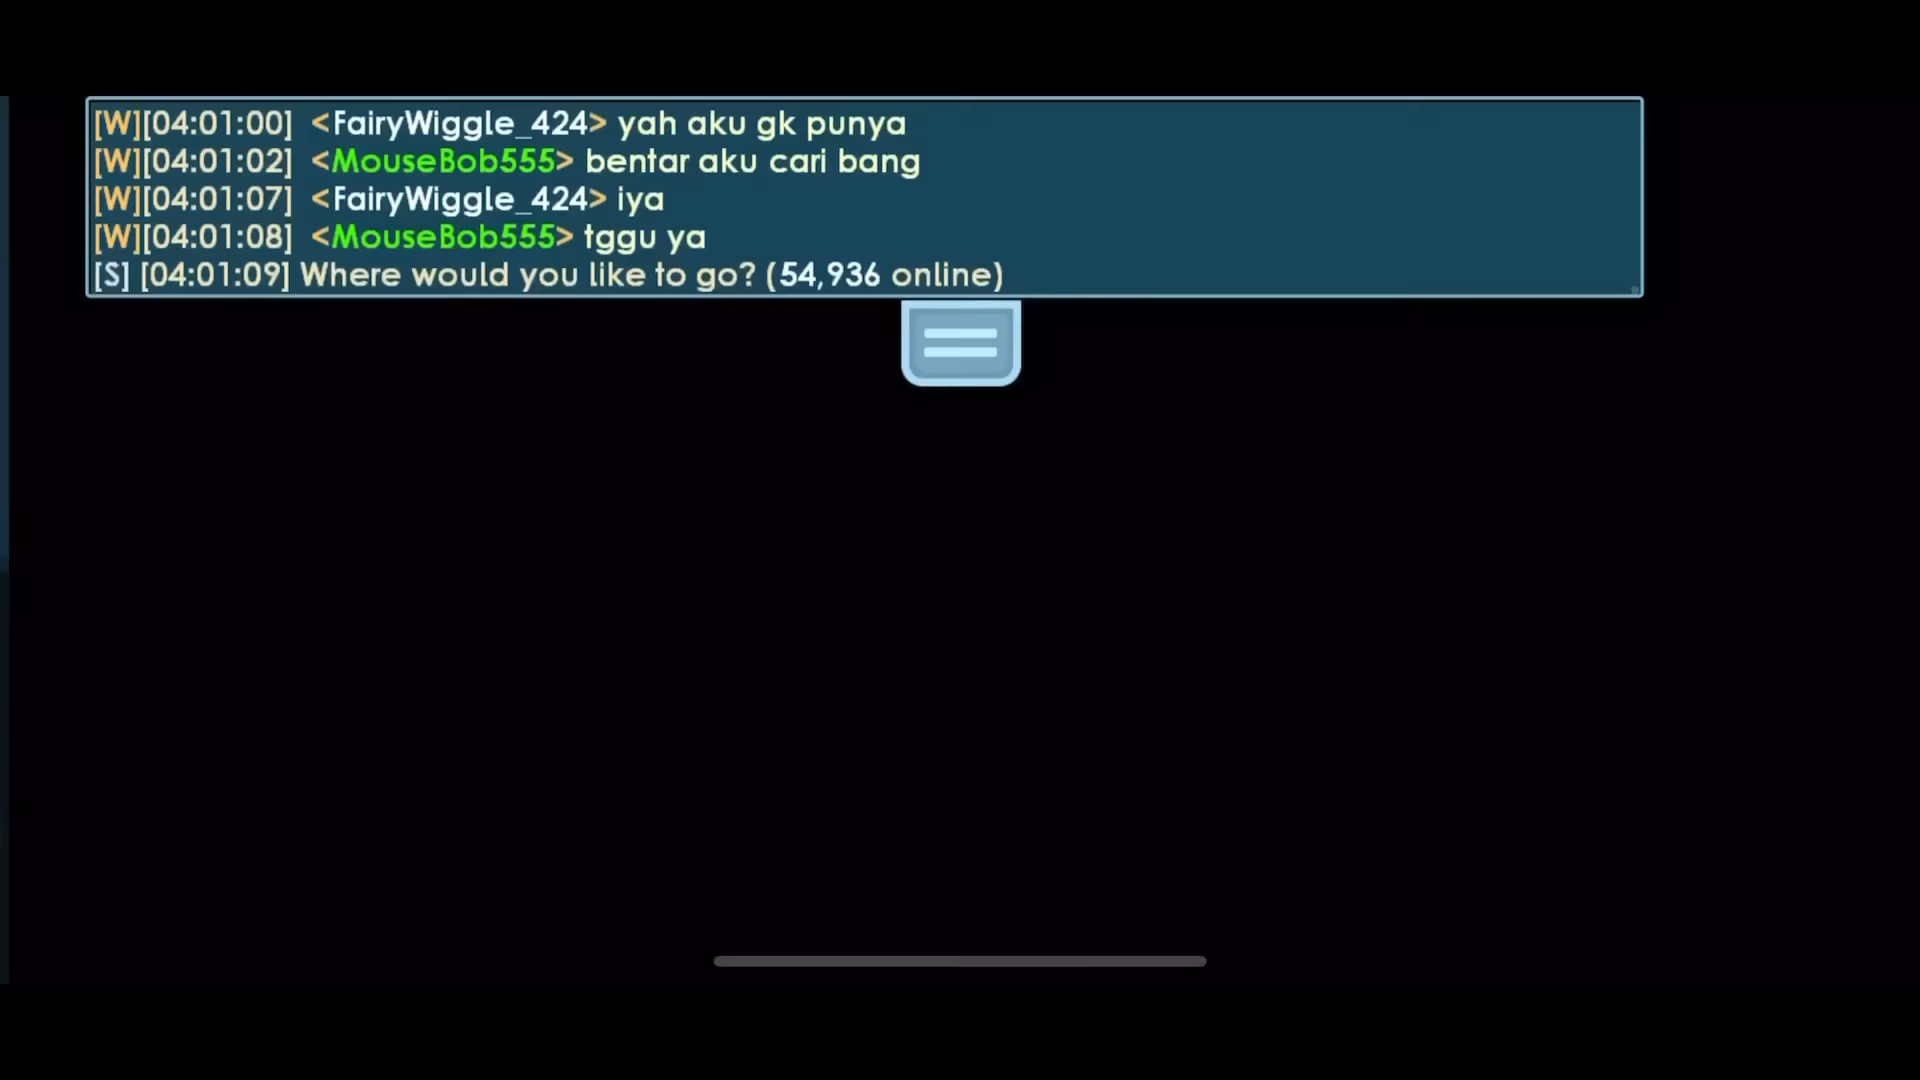 [W][04:01:00] <FairyWiggle_424> yah aku gk punya
[W][04:01:02] <MouseBob555> bentar aku cari bang
[W][04:01:07] <FairyWiggle_424> iya
[W][04:01:08] <MouseBob555> tggu ya
[S] [04:01:09] Where would you like to go? (54,936 online)